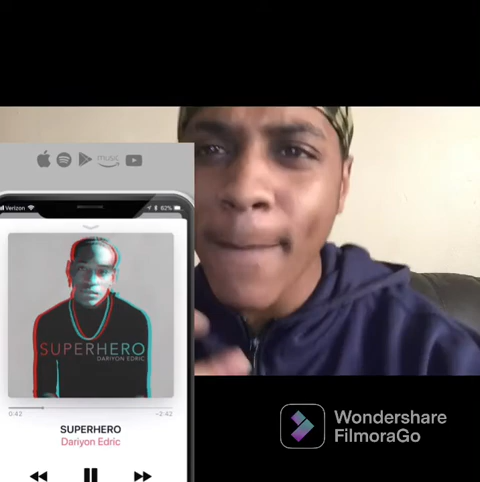 music
Verizon
62%
SUPERHERO
DARIYON EDRIC
0:42
-2:42
SUPERHERO
Dariyon Edric
Wondershare
FilmoraGo